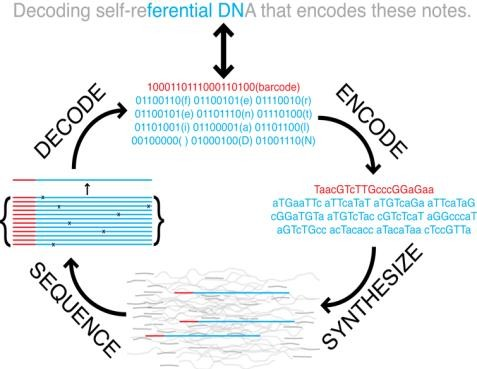 Decoding self-referential DNA that encodes these notes.
1000110111000110100(barcode)
01100110(f) 01100101(e) 01110010(r)
01100101(e) 01101110(n) 01110100(t)
01101001(i) 01100001(a) 01101100(l)
00100000( ) 01000100(D) 01001110(N)
DECODE
ENCODE
TaacGTcTTGcccGGaGaa
aTGaaTTc aTTcaTaT aTGTcaGa aTTcaTaG
cGGaTGTa aTGTcTac cGTcTcaT aGGcccaT
aGTcTGcc acTacacc aTacaTaa cTccGTTa
x
x
x
x
x
x
SEQUENCE
SYNTHESIZE